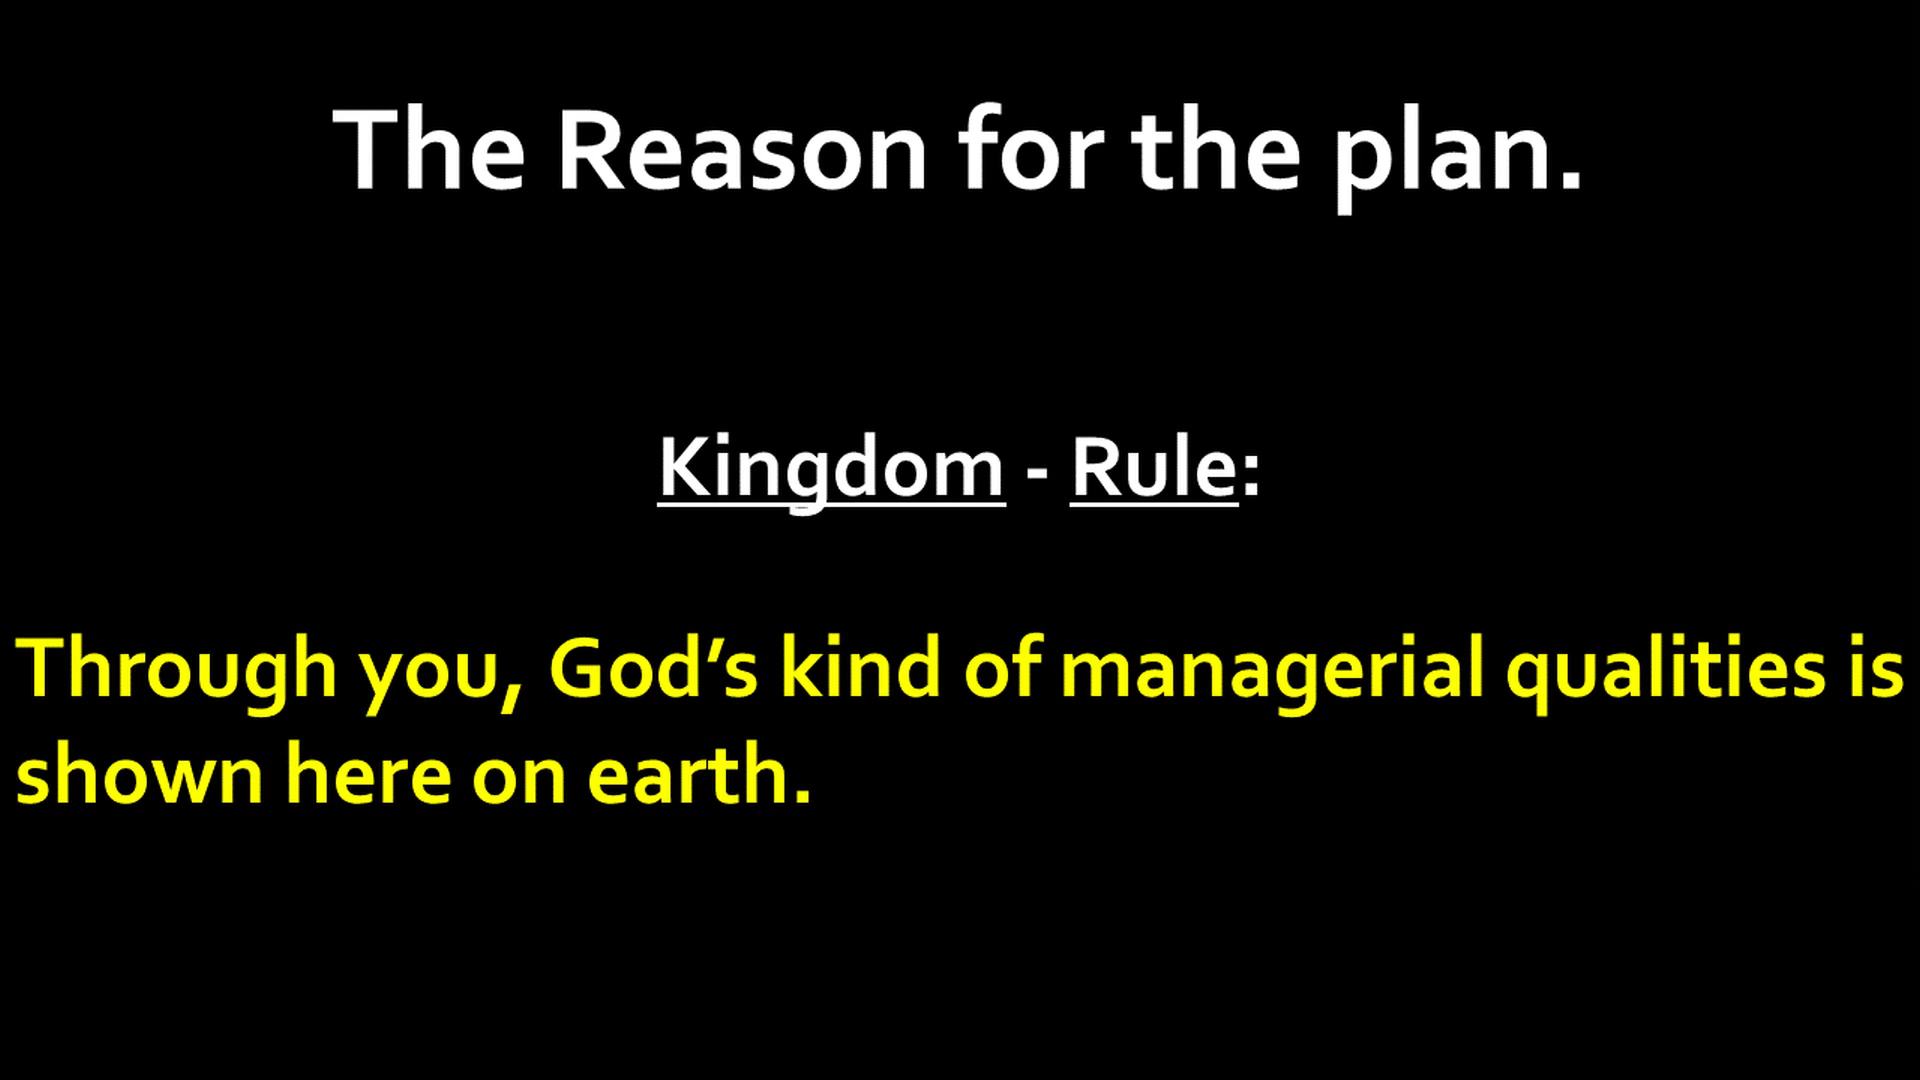 The Reason for the plan.
Kingdom - Rule:
Through you, God’s kind of managerial qualities is
shown here on earth.